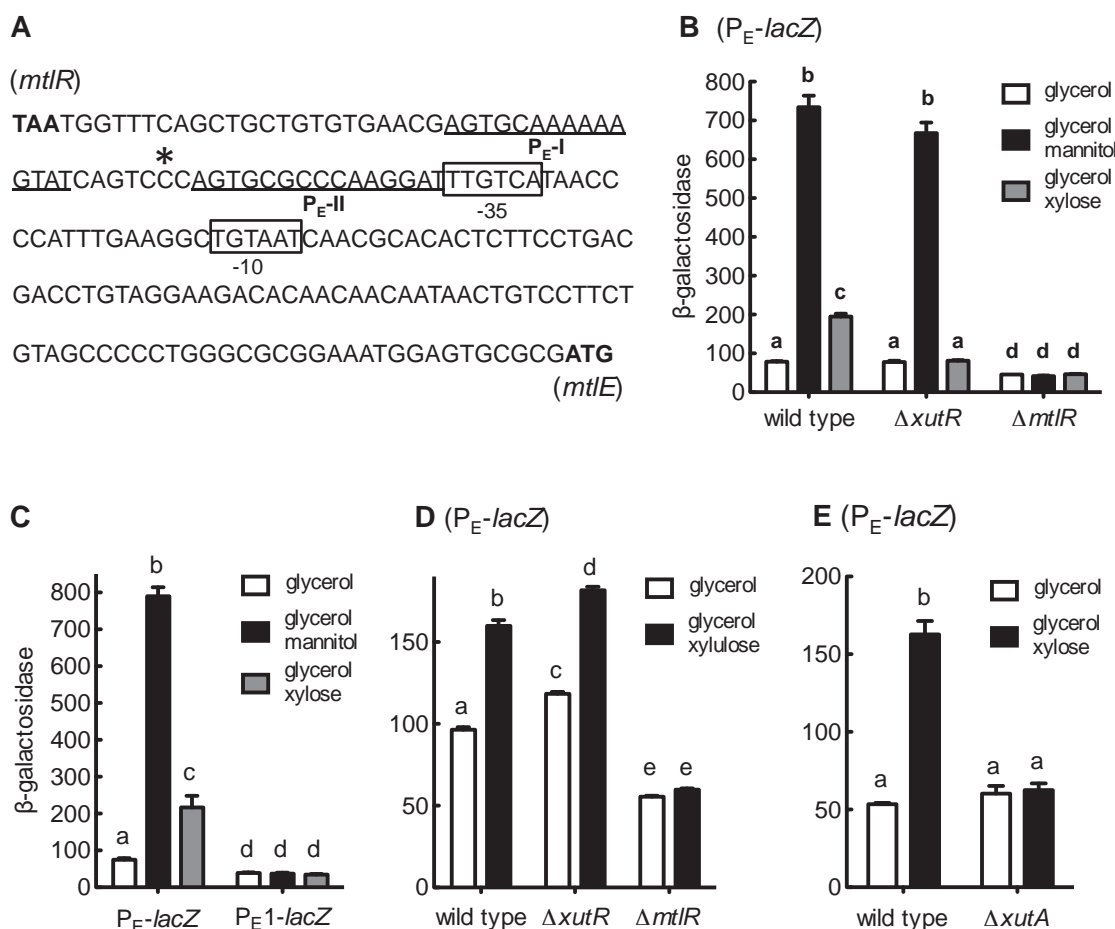 A
(mtlR)
TAATGGTTTCAGCTGCTGTGTGAACGAGTGCAAAAAA
*
PE-I
GTATCAGTCCCAGTGCGCCCAAGGATTTGTCATAACC
PE-II
-35
CCATTTGAAGGCTGTAATCAACGCACACTCTTCCTGAC
-10
GACCTGTAGGAAGACACAACAACAATAACTGTCCTTCT
GTAGCCCCCTGGGCGCGGAAATGGAGTGCGCGATG
(mtlE)
B (PE-lacZ)
β-galactosidase
800
700
600
500
400
300
200
100
0
a b c
a b a
d d d
wild type ΔxutR ΔmtlR
glycerol
glycerol
mannitol
glycerol
xylose
C
β-galactosidase
800
700
600
500
400
300
200
100
0
a b c
d d d
PE-lacZ PE1-lacZ
glycerol
glycerol
mannitol
glycerol
xylose
D (PE-lacZ)
150
100
50
0
a b
c d
e e
wild type ΔxutR ΔmtlR
glycerol
glycerol
xylulose
E (PE-lacZ)
200
150
100
50
0
a b
a a
wild type ΔxutA
glycerol
glycerol
xylose